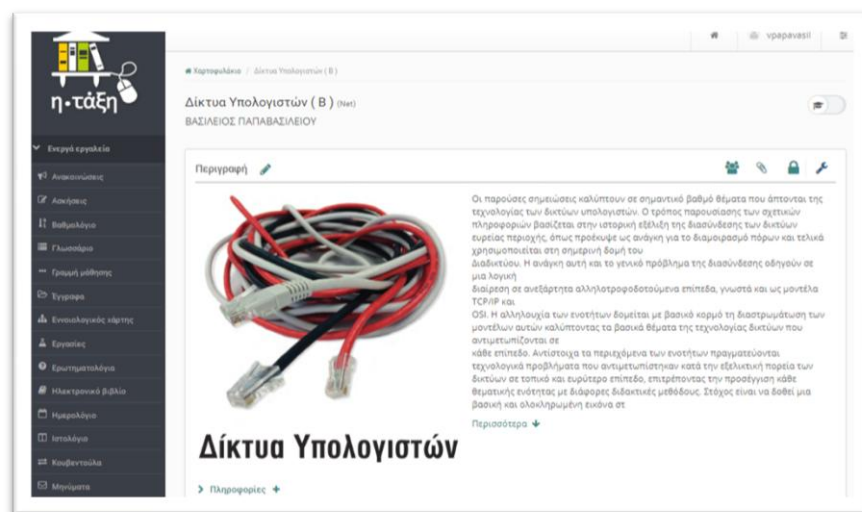 vpapavasil
η·τάξη
Χαρτοφυλάκιο / Δίκτυα Υπολογιστών ( Β )
Δίκτυα Υπολογιστών ( Β ) (Net)
ΒΑΣΙΛΕΙΟΣ ΠΑΠΑΒΑΣΙΛΕΙΟΥ
Ενεργά εργαλεία
Ανακοινώσεις
Ασκήσεις
Βαθμολόγιο
Γλωσσάριο
Γραμμή μάθησης
Έγγραφα
Εννοιολογικός χάρτης
Εργασίες
Ερωτηματολόγια
Ηλεκτρονικό βιβλίο
Ημερολόγιο
Ιστολόγιο
Κουβεντούλα
Μηνύματα
Περιγραφή
Οι παρούσες σημειώσεις καλύπτουν σε σημαντικό βαθμό θέματα που άπτονται της
τεχνολογίας των δικτύων υπολογιστών. Ο τρόπος παρουσίασης των σχετικών
πληροφοριών βασίζεται στην ιστορική εξέλιξη της διασύνδεσης των δικτύων
ευρείας περιοχής, όπως προέκυψε ως ανάγκη για το διαμοιρασμό πόρων και τελικά
χρησιμοποιείται στη σημερινή δομή του
Διαδικτύου. Η ανάγκη αυτή και το γενικό πρόβλημα της διασύνδεσης οδηγούν σε
μια λογική
διαίρεση σε ανεξάρτητα αλληλοτροφοδοτούμενα επίπεδα, γνωστά και ως μοντέλα
TCP/IP και
OSI. Η αλληλουχία των ενοτήτων δομείται με βασικό κορμό τη διαστρωμάτωση των
μοντέλων αυτών καλύπτοντας τα βασικά θέματα της τεχνολογίας δικτύων που
αντιμετωπίζονται σε
κάθε επίπεδο. Αντίστοιχα τα περιεχόμενα των ενοτήτων πραγματεύονται
τεχνολογικά προβλήματα που αντιμετωπίστηκαν κατά την εξελικτική πορεία των
δικτύων σε τοπικό και ευρύτερο επίπεδο, επιτρέποντας την προσέγγιση κάθε
θεματικής ενότητας με διάφορες διδακτικές μεθόδους. Στόχος είναι να δοθεί μια
βασική και ολοκληρωμένη εικόνα στ
Περισσότερα
Δίκτυα Υπολογιστών
Πληροφορίες